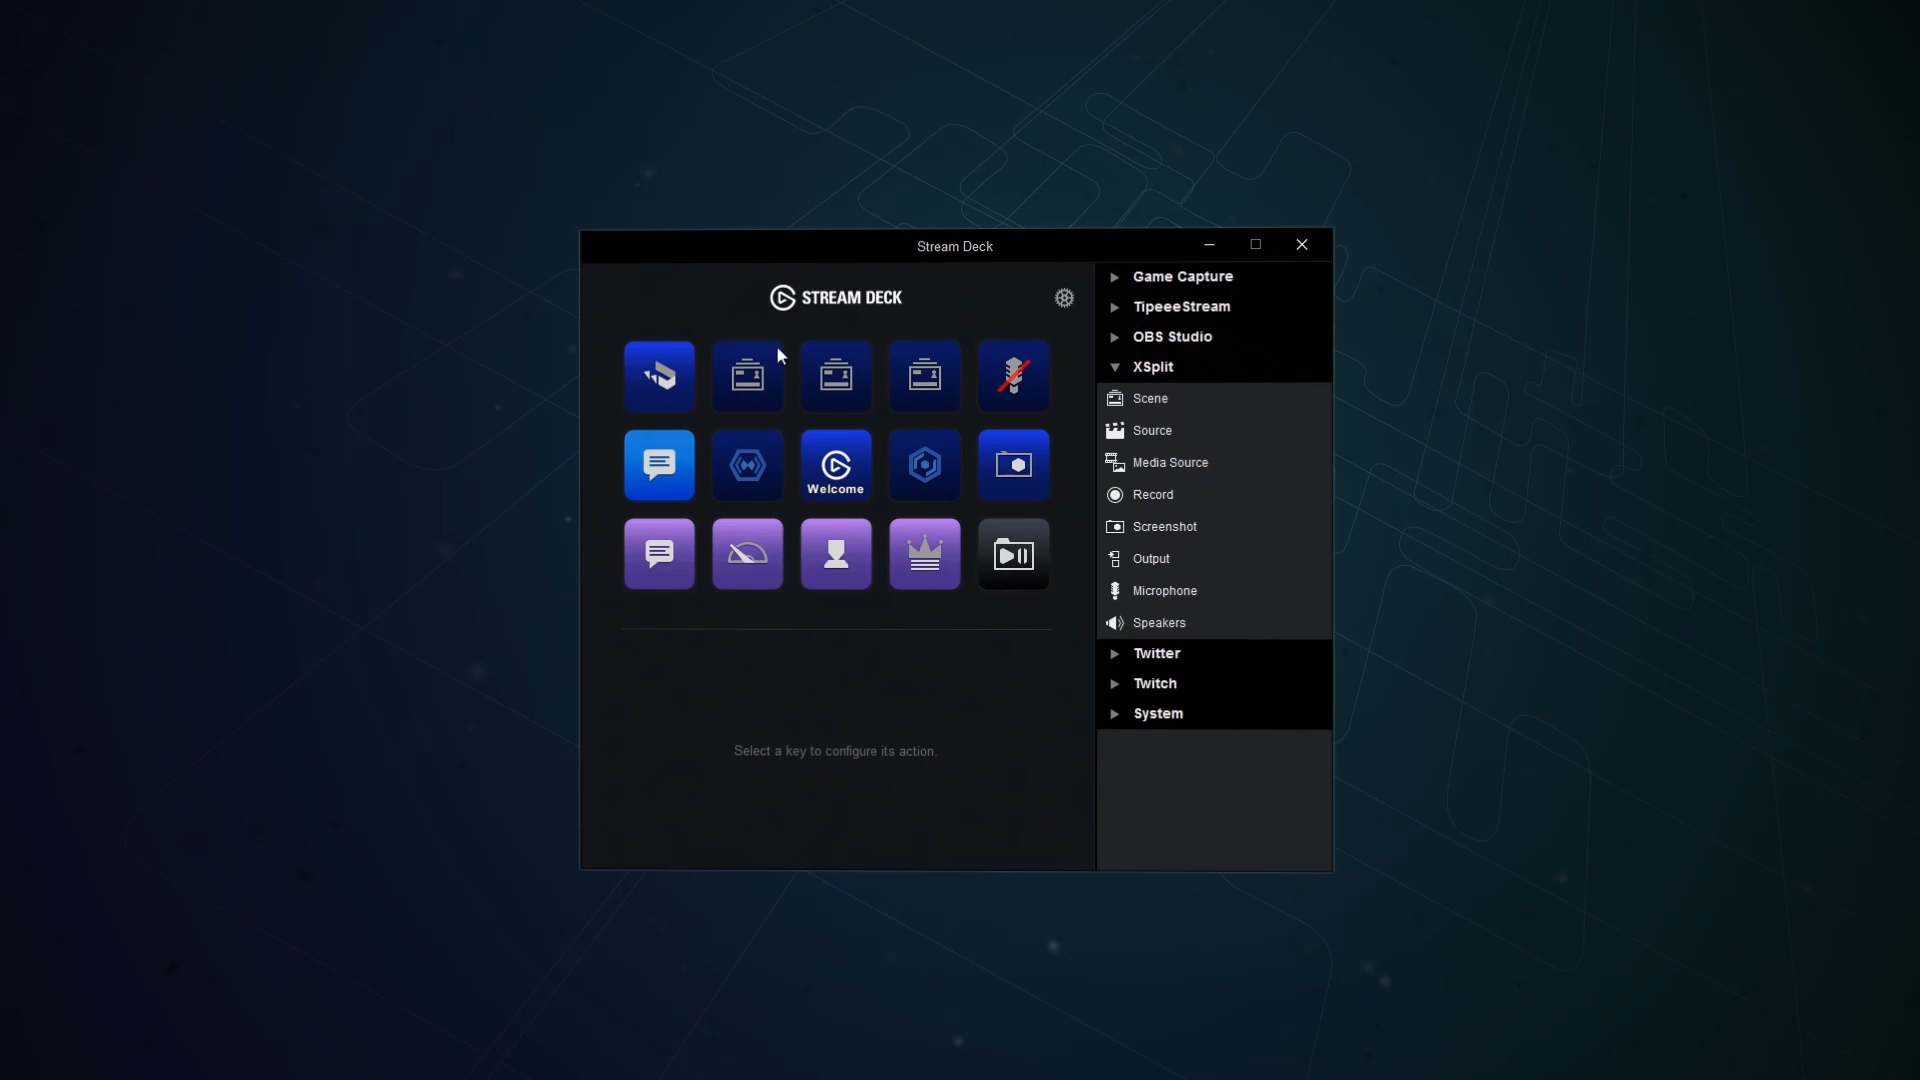 Stream Deck
STREAM DECK
Welcome
Select a key to configure its action.
Game Capture
TipeeeStream
OBS Studio
XSplit
Scene
Source
Media Source
Record
Screenshot
Output
Microphone
Speakers
Twitter
Twitch
System